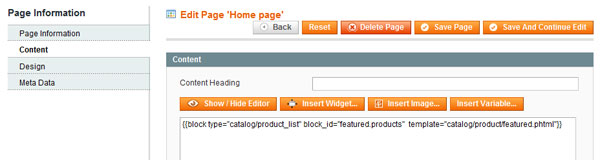 Page Information
Page Information
Content
Design
Meta Data
Edit Page 'Home page'
Back
Reset
Delete Page
Save Page
Save And Continue Edit
Content
Content Heading
Show / Hide Editor
Insert Widget...
Insert Image...
Insert Variable...
{{block type="catalog/product_list" block_id="featured.products" template="catalog/product/featured.phtml"}}